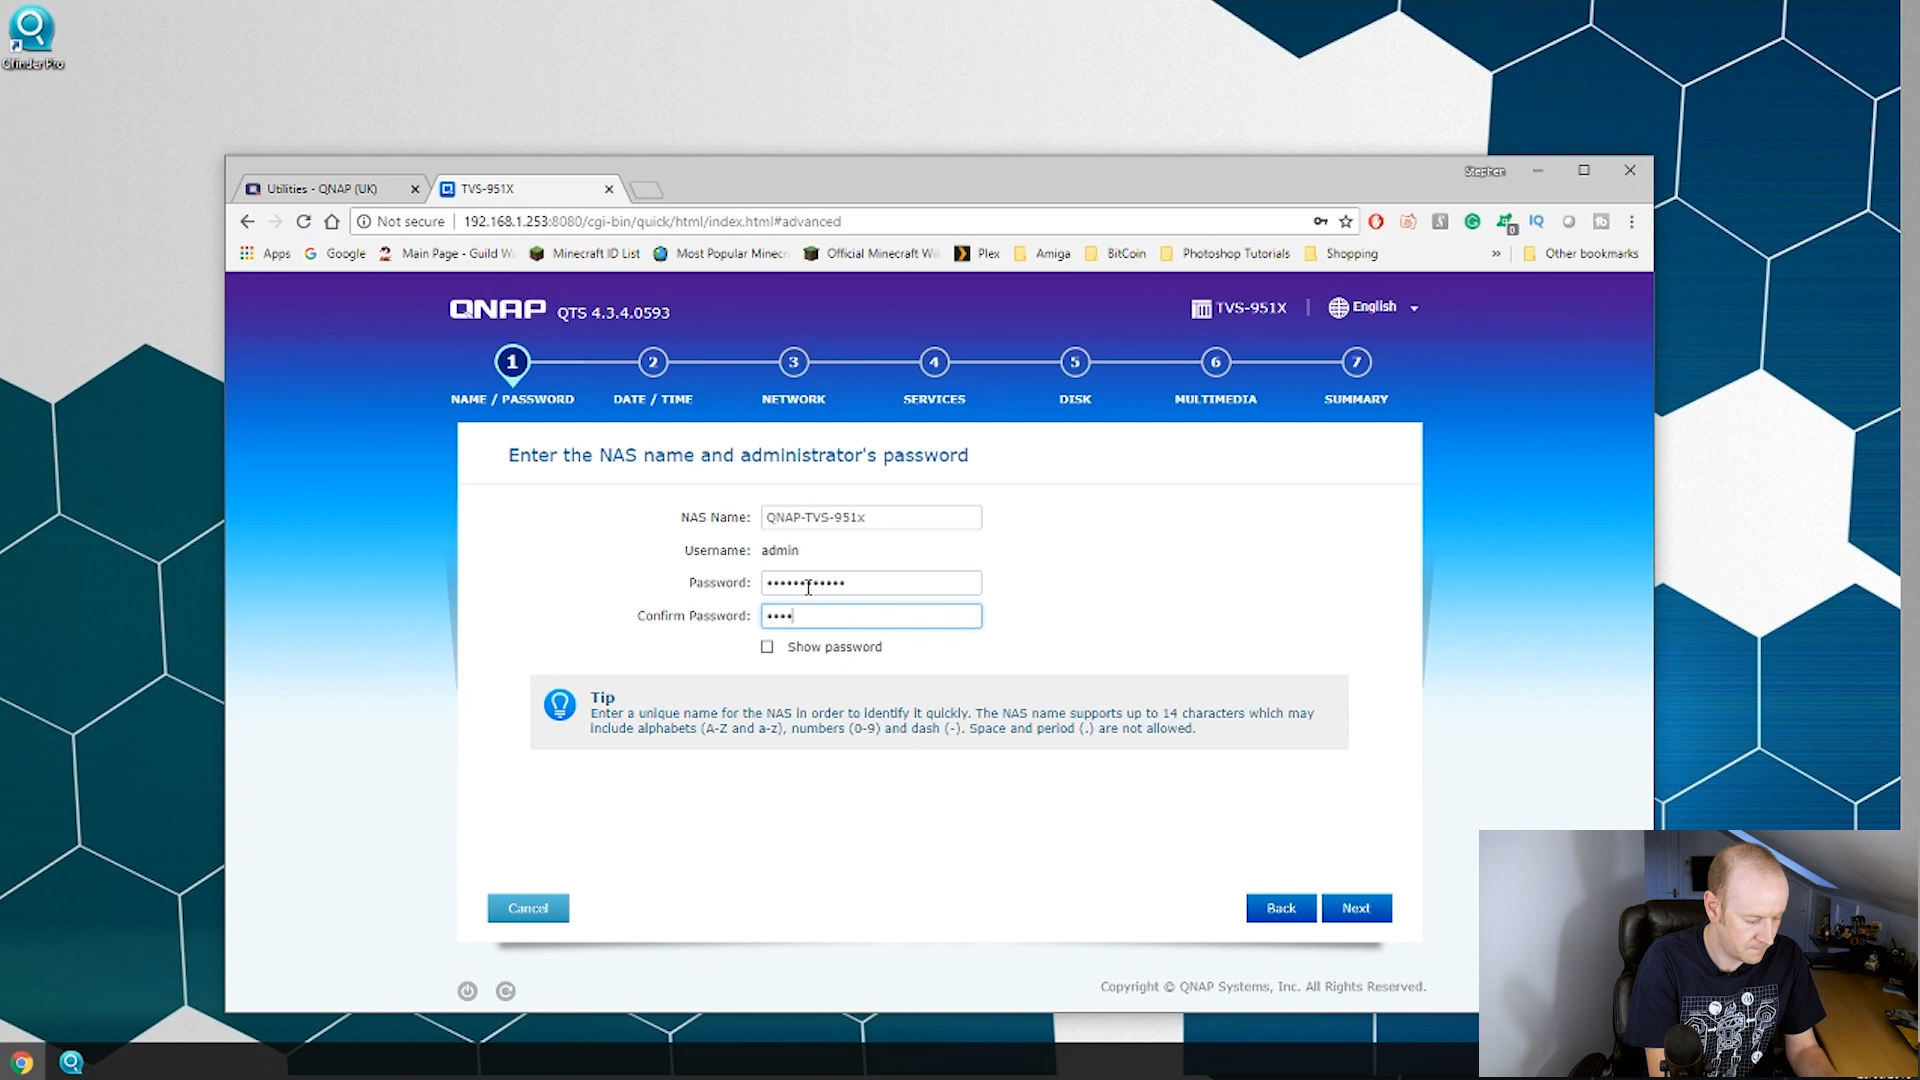 Qfinder Pro
Stephen
Utilities - QNAP (UK)
TVS-951X
Not secure
192.168.1.253:8080/cgi-bin/quick/html/index.html#advanced
Apps
Google
Main Page - Guild W
Minecraft ID List
Most Popular Minecr
Official Minecraft Wi
Plex
Amiga
BitCoin
Photoshop Tutorials
Shopping
»
Other bookmarks
QNAP QTS 4.3.4.0593
TVS-951X
English
1 2 3 4 5 6 7
NAME / PASSWORD DATE / TIME NETWORK SERVICES DISK MULTIMEDIA SUMMARY
Enter the NAS name and administrator's password
NAS Name: QNAP-TVS-951x
Username: admin
Password: ••••••••••••
Confirm Password: ••••
Show password
Tip
Enter a unique name for the NAS in order to identify it quickly. The NAS name supports up to 14 characters which may
include alphabets (A-Z and a-z), numbers (0-9) and dash (-). Space and period (.) are not allowed.
Cancel
Back
Next
Copyright © QNAP Systems, Inc. All Rights Reserved.